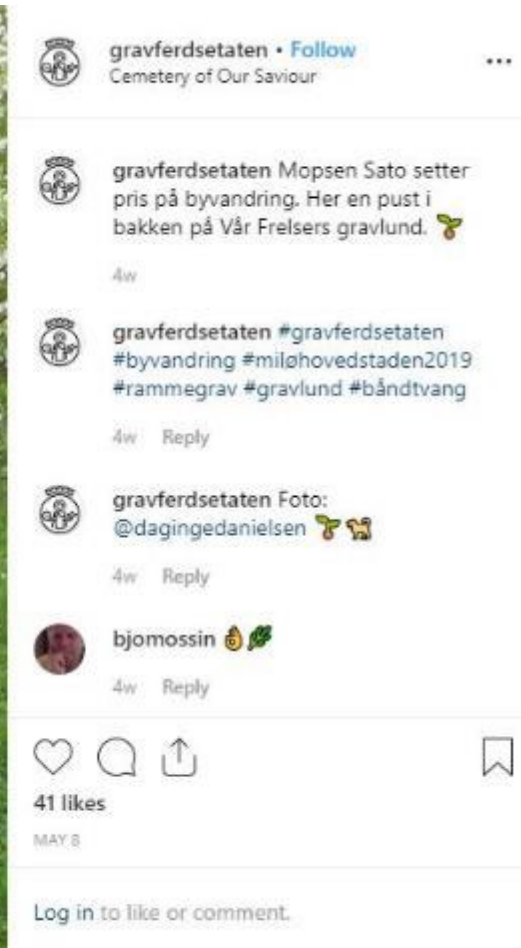 gravferdsetaten • Follow
Cemetery of Our Saviour
gravferdsetaten Mopsen Sato setter
pris på byvandring. Her en pust i
bakken på Vår Frelsers gravlund.
4w
gravferdsetaten #gravferdsetaten
#byvandring #miløhovedstaden2019
#rammegrav #gravlund #båndtvang
4w Reply
gravferdsetaten Foto:
@dagingedanielsen
4w Reply
bjornossin
4w Reply
41 likes
MAY 8
Log in to like or comment.